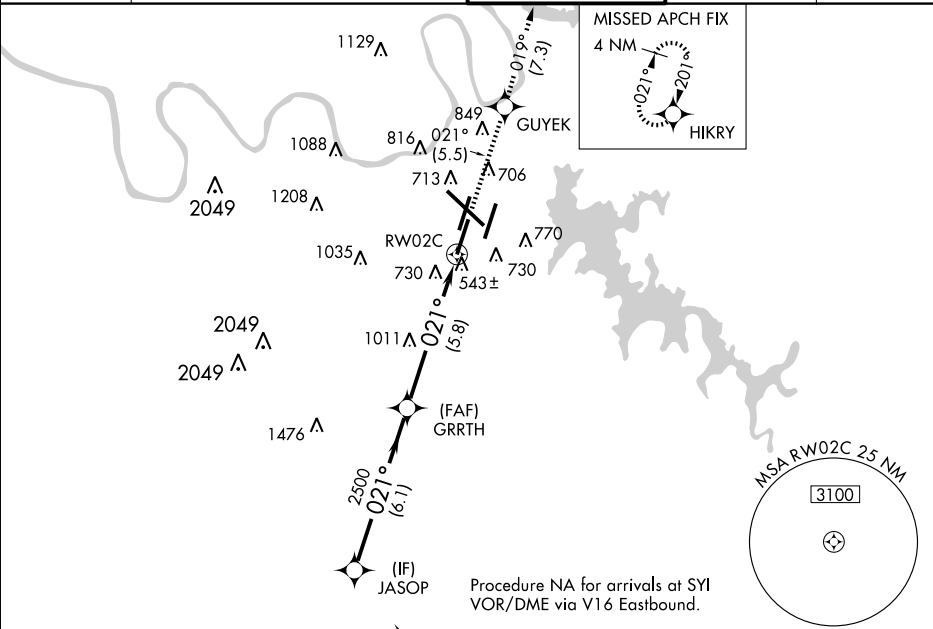 1129
019°
(7.3)
MISSED APCH FIX
4 NM
021°
201°
HIKRY
GUYEK
849
816
021°
(5.5)
1088
713
706
2049
1208
RW02C
770
1035
730
543±
730
2049
1011
021°
(5.8)
2049
(FAF)
GRRTH
1476
2500
021°
(6.1)
MSA RW02C 25 NM
3100
(IF)
JASOP
Procedure NA for arrivals at SYI
VOR/DME via V16 Eastbound.